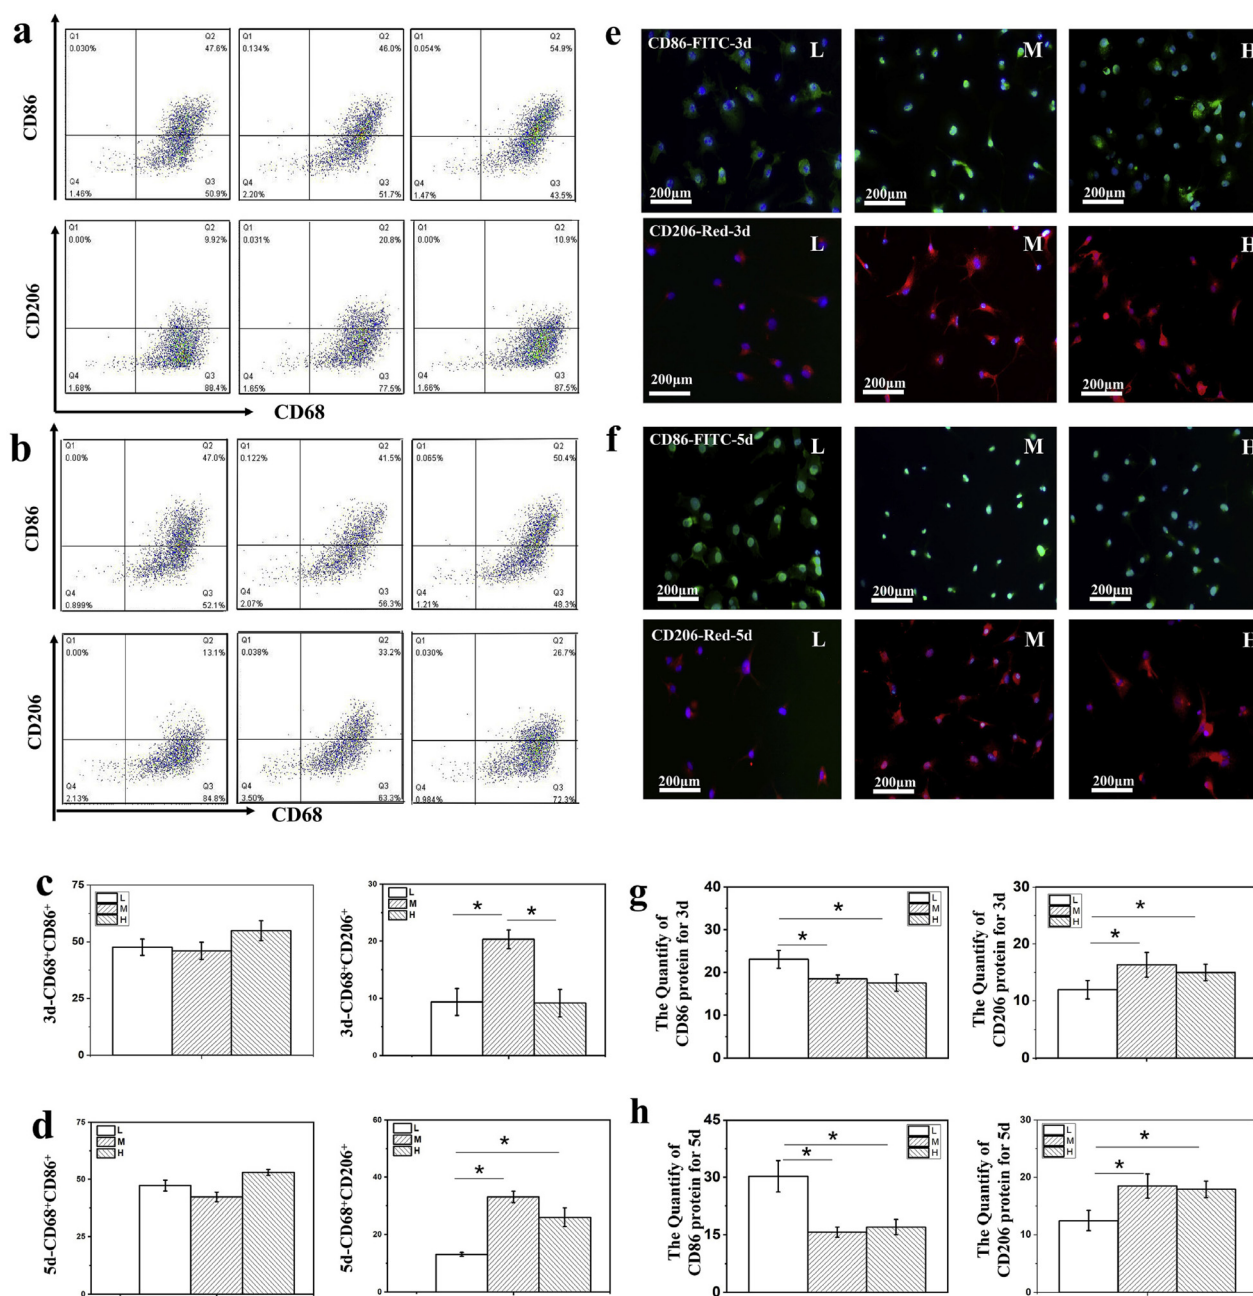 a
CD86
Q1
0.030%
Q2
47.6%
Q4
1.46%
Q3
50.9%
Q1
0.134%
Q2
46.0%
Q4
2.20%
Q3
51.7%
Q1
0.054%
Q2
54.9%
Q4
1.47%
Q3
43.5%
CD206
Q1
0.00%
Q2
9.92%
Q4
1.68%
Q3
88.4%
Q1
0.031%
Q2
20.8%
Q4
1.65%
Q3
77.5%
Q1
0.00%
Q2
10.9%
Q4
1.66%
Q3
87.5%
CD68
b
CD86
Q1
0.00%
Q2
47.0%
Q4
0.899%
Q3
52.1%
Q1
0.122%
Q2
41.5%
Q4
2.07%
Q3
56.3%
Q1
0.065%
Q2
50.4%
Q4
1.21%
Q3
48.3%
CD206
Q1
0.00%
Q2
13.1%
Q4
2.13%
Q3
84.8%
Q1
0.038%
Q2
33.2%
Q4
3.50%
Q3
63.3%
Q1
0.030%
Q2
26.7%
Q4
0.984%
Q3
72.3%
CD68
e
CD86-FITC-3d
L
200μm
M
200μm
H
200μm
CD206-Red-3d
L
200μm
M
200μm
H
200μm
f
CD86-FITC-5d
L
200μm
M
200μm
H
200μm
CD206-Red-5d
L
200μm
M
200μm
H
200μm
c
3d-CD68⁺CD86⁺
75
50
25
0
L
M
H
3d-CD68⁺CD206⁺
30
20
10
0
L
M
H
*
*
d
5d-CD68⁺CD86⁺
75
50
25
0
L
M
H
5d-CD68⁺CD206⁺
60
40
20
0
L
M
H
*
*
g
The Quantify of
CD86 protein for 3d
40
30
20
10
0
L
M
H
*
*
The Quantify of
CD206 protein for 3d
30
20
10
0
L
M
H
*
*
h
The Quantify of
CD86 protein for 5d
45
30
15
0
L
M
H
*
*
The Quantify of
CD206 protein for 5d
30
20
10
0
L
M
H
*
*